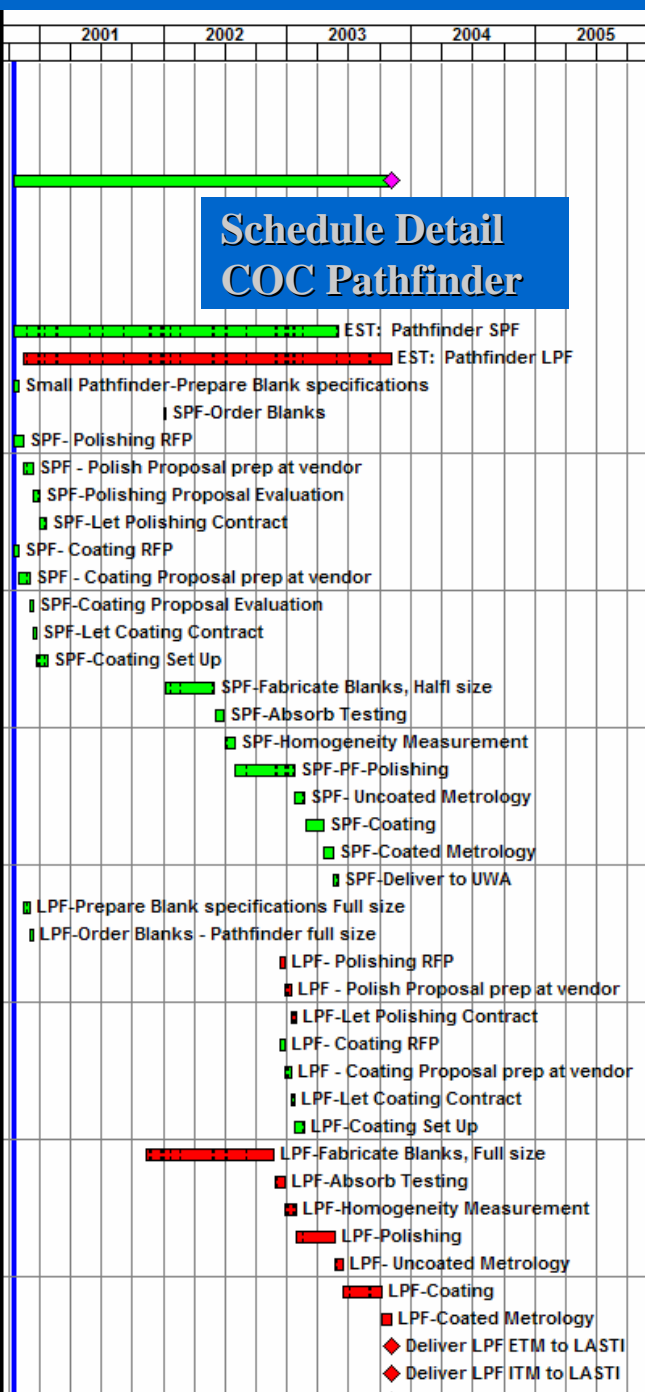 2001 2002 2003 2004 2005
Schedule Detail
COC Pathfinder
EST: Pathfinder SPF
EST: Pathfinder LPF
Small Pathfinder-Prepare Blank specifications
SPF-Order Blanks
SPF- Polishing RFP
SPF - Polish Proposal prep at vendor
SPF-Polishing Proposal Evaluation
SPF-Let Polishing Contract
SPF- Coating RFP
SPF - Coating Proposal prep at vendor
SPF-Coating Proposal Evaluation
SPF-Let Coating Contract
SPF-Coating Set Up
SPF-Fabricate Blanks, Halfl size
SPF-Absorb Testing
SPF-Homogeneity Measurement
SPF-PF-Polishing
SPF- Uncoated Metrology
SPF-Coating
SPF-Coated Metrology
SPF-Deliver to UWA
LPF-Prepare Blank specifications Full size
LPF-Order Blanks - Pathfinder full size
LPF- Polishing RFP
LPF - Polish Proposal prep at vendor
LPF-Let Polishing Contract
LPF- Coating RFP
LPF - Coating Proposal prep at vendor
LPF-Let Coating Contract
LPF-Coating Set Up
LPF-Fabricate Blanks, Full size
LPF-Absorb Testing
LPF-Homogeneity Measurement
LPF-Polishing
LPF- Uncoated Metrology
LPF-Coating
LPF-Coated Metrology
Deliver LPF ETM to LASTI
Deliver LPF ITM to LASTI